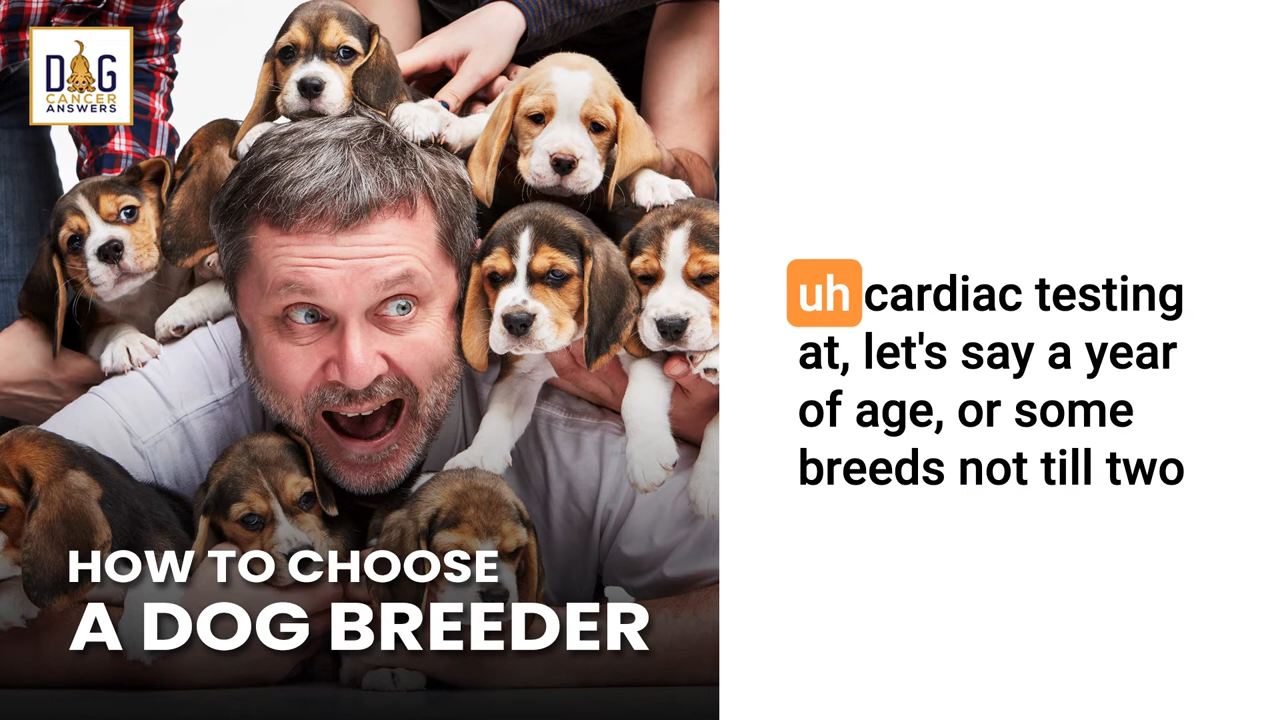 DOG
CANCER
ANSWERS
HOW TO CHOOSE
A DOG BREEDER
uh cardiac testing
at, let's say a year
of age, or some
breeds not till two